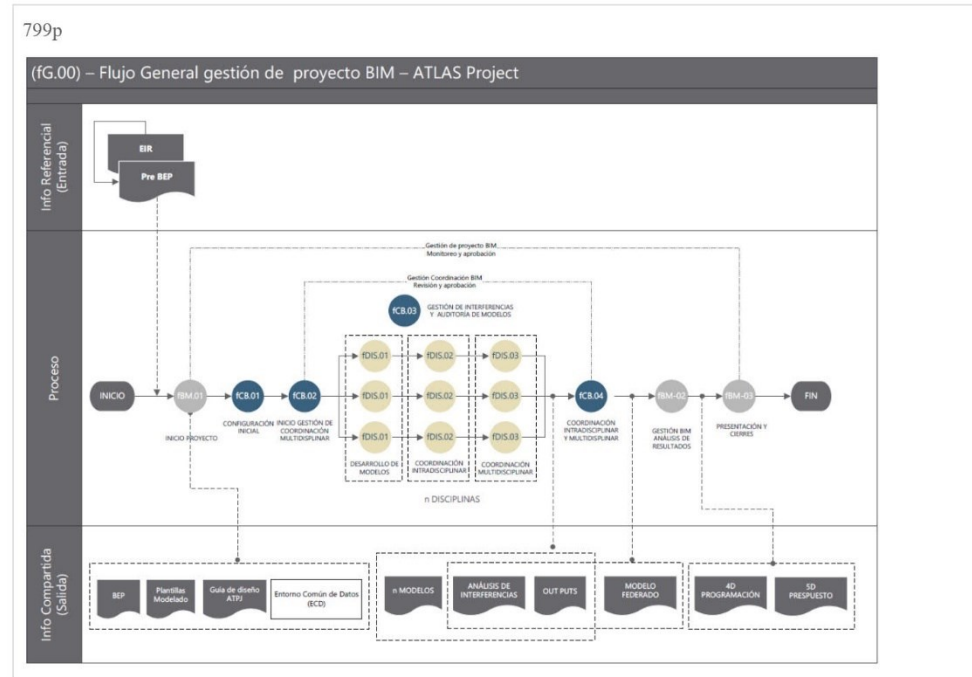 799p
(fG.00) – Flujo General gestión de proyecto BIM – ATLAS Project
Info Referencial
(Entrada)
EIR
Pre BEP
Proceso
Gestión de proyecto BIM
Monitoreo y aprobación
Gestión Coordinación BIM
Revisión y aprobación
fCB.03
GESTIÓN DE INTERFERENCIAS
Y AUDITORÍA DE MODELOS
fDIS.01
fDIS.02
fDIS.03
INICIO
fBM.01
fCB.01
fCB.02
fDIS.01
fDIS.02
fDIS.03
fCB.04
fBM-02
fBM-03
FIN
INICIO PROYECTO
CONFIGURACIÓN
INICIAL
INICIO GESTIÓN DE
COORDINACIÓN
MULTIDISPLINAR
fDIS.01
fDIS.02
fDIS.03
COORDINACIÓN
INTRADISCIPLINAR
Y MULTIDISPLINAR
GESTIÓN BIM
ANÁLISIS DE
RESULTADOS
PRESENTACIÓN Y
CIERRES
DESARROLLO DE
MODELOS
COORDINACIÓN
INTRADISCIPLINAR
COORDINACIÓN
MULTIDISCIPLINAR
n DISCIPLINAS
Info Compartida
(Salida)
BEP
Plantillas
Modelado
Guia de diseño
ATPJ
Entorno Común de Datos
(ECD)
n MODELOS
ANÁLISIS DE
INTERFERENCIAS
OUT PUTS
MODELO
FEDERADO
4D
PROGRAMACIÓN
5D
PRESPUESTO